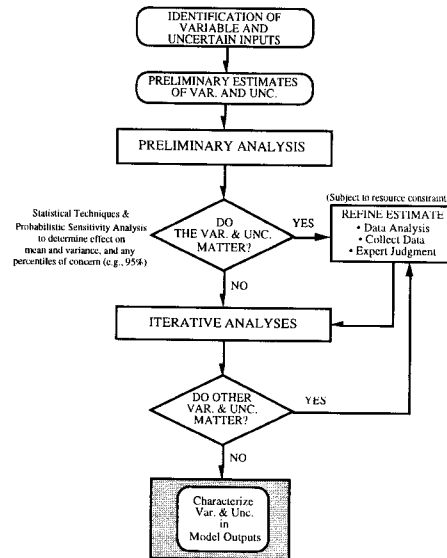 IDENTIFICATION OF
VARIABLE AND
UNCERTAIN INPUTS
PRELIMINARY ESTIMATES
OF VAR. AND UNC.
PRELIMINARY ANALYSIS
Statistical Techniques &
Probabilistic Sensitivity Analysis
to determine effect on
mean and variance, and any
percentiles of concern (e.g., 95%)
DO
THE VAR. & UNC.
MATTER?
YES
(Subject to resource constraint
REFINE ESTIMATE
• Data Analysis
• Collect Data
• Expert Judgment
NO
ITERATIVE ANALYSES
DO OTHER
VAR. & UNC.
MATTER?
YES
NO
Characterize
Var. & Unc.
in
Model Outputs